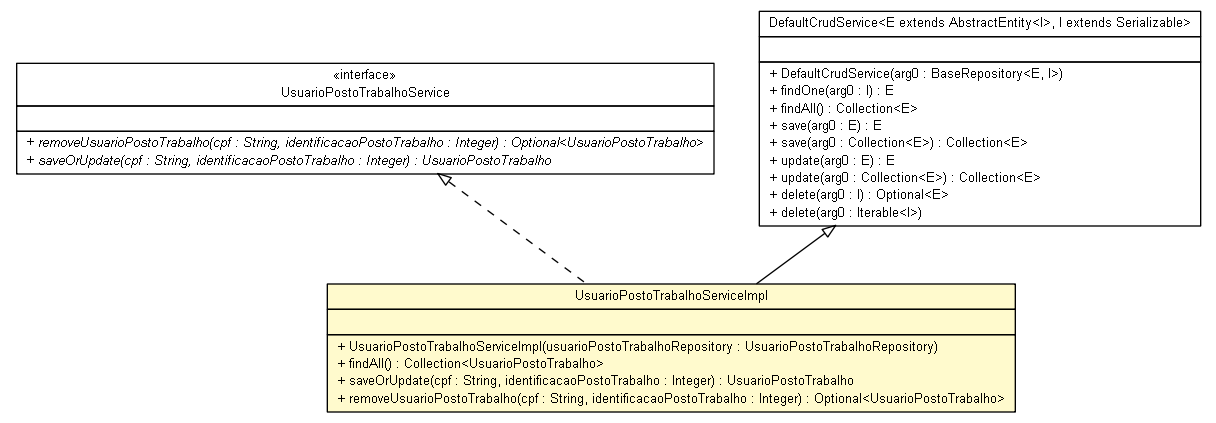 «interface»
UsuarioPostoTrabalhoService
+ removeUsuarioPostoTrabalho(cpf : String, identificacaoPostoTrabalho : Integer) : Optional<UsuarioPostoTrabalho>
+ saveOrUpdate(cpf : String, identificacaoPostoTrabalho : Integer) : UsuarioPostoTrabalho
DefaultCrudService<E extends AbstractEntity<I>, I extends Serializable>
+ DefaultCrudService(arg0 : BaseRepository<E, I>)
+ findOne(arg0 : I) : E
+ findAll() : Collection<E>
+ save(arg0 : E) : E
+ save(arg0 : Collection<E>) : Collection<E>
+ update(arg0 : E) : E
+ update(arg0 : Collection<E>) : Collection<E>
+ delete(arg0 : I) : Optional<E>
+ delete(arg0 : Iterable<I>)
UsuarioPostoTrabalhoServiceImpl
+ UsuarioPostoTrabalhoServiceImpl(usuarioPostoTrabalhoRepository : UsuarioPostoTrabalhoRepository)
+ findAll() : Collection<UsuarioPostoTrabalho>
+ saveOrUpdate(cpf : String, identificacaoPostoTrabalho : Integer) : UsuarioPostoTrabalho
+ removeUsuarioPostoTrabalho(cpf : String, identificacaoPostoTrabalho : Integer) : Optional<UsuarioPostoTrabalho>